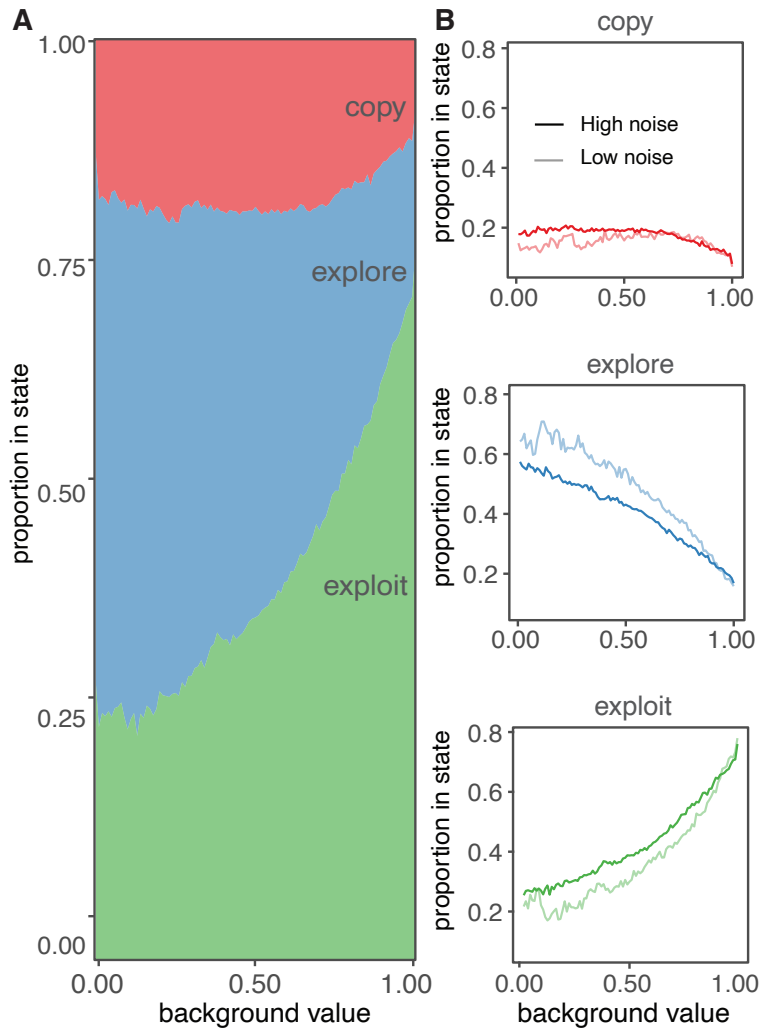 A
1.00
0.75
0.50
0.25
0.00
proportion in state
copy
explore
exploit
0.00 0.50 1.00
background value
B
copy
proportion in state
0.8
0.6
0.4
0.2
High noise
Low noise
0.00 0.50 1.00
explore
proportion in state
0.8
0.6
0.4
0.2
0.00 0.50 1.00
exploit
proportion in state
0.8
0.6
0.4
0.2
0.00 0.50 1.00
background value